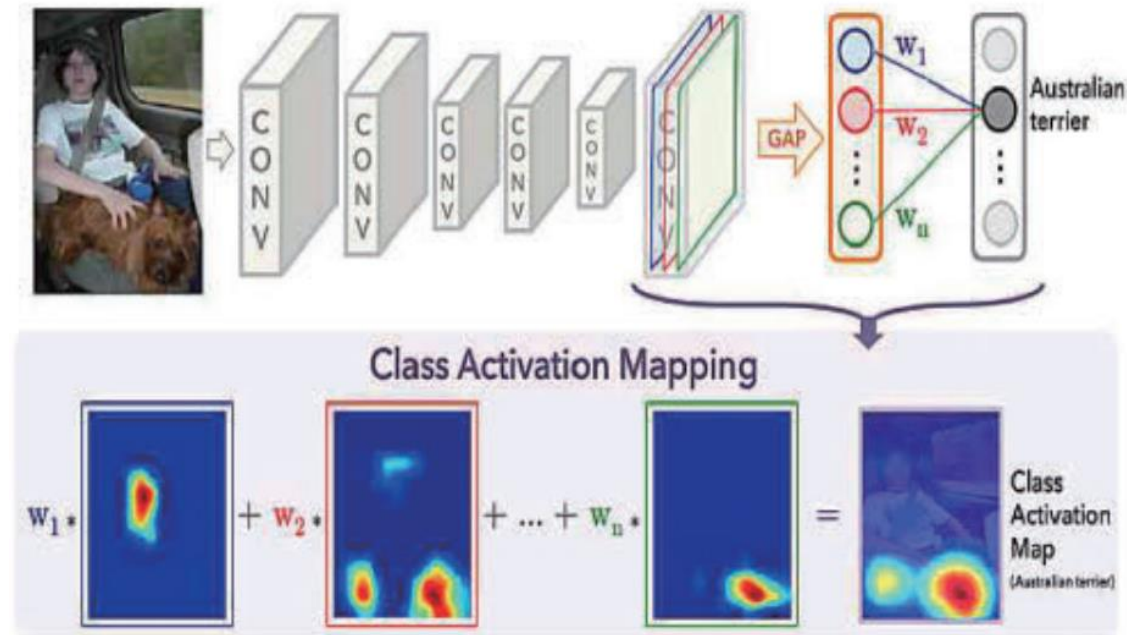 CONV
CONV
CONV
CONV
CONV
CONV
GAP
w₁
w₂
⋮
wₙ
⋮
Australian
terrier
Class Activation Mapping
w₁ * + w₂ * + ... + wₙ * =
Class
Activation
Map
(Australian terrier)